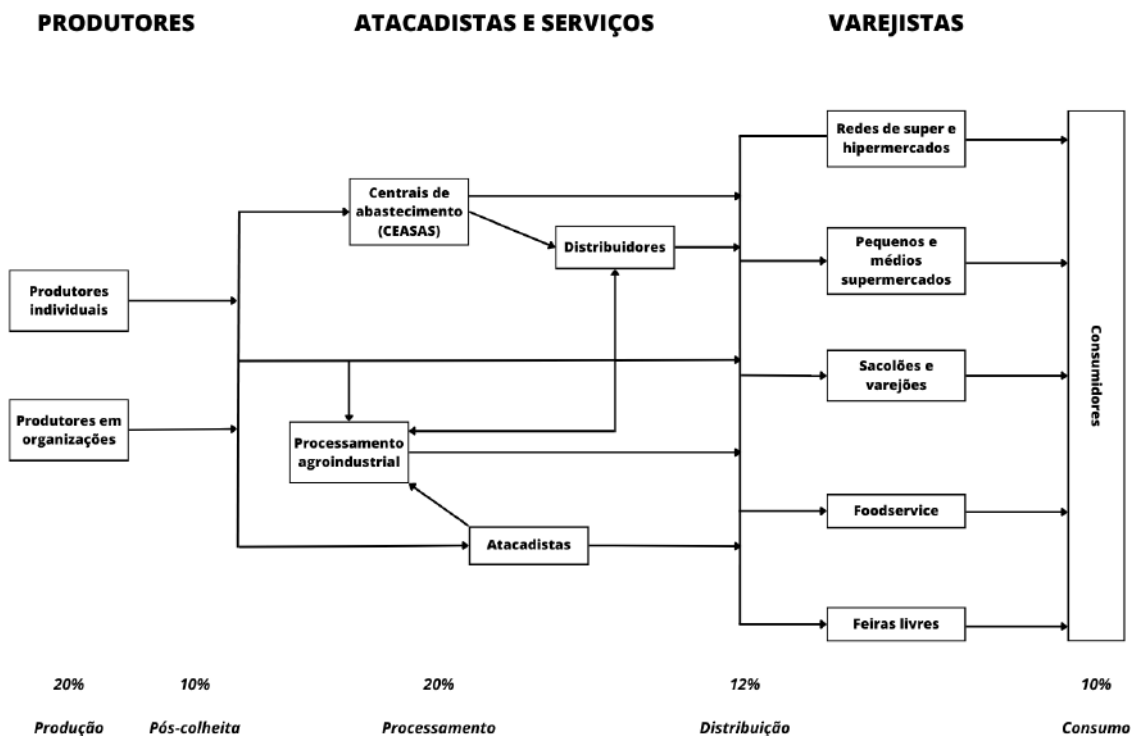 PRODUTORES
ATACADISTAS E SERVIÇOS
VAREJISTAS
Redes de super e
hipermercados
Centrais de
abastecimento
(CEASAS)
Distribuidores
Pequenos e
médios
supermercados
Produtores
individuais
Consumidores
Sacolões e
varejões
Produtores em
organizações
Processamento
agroindustrial
Foodservice
Atacadistas
Feiras livres
20%
10%
20%
12%
10%
Produção
Pós-colheita
Processamento
Distribuição
Consumo